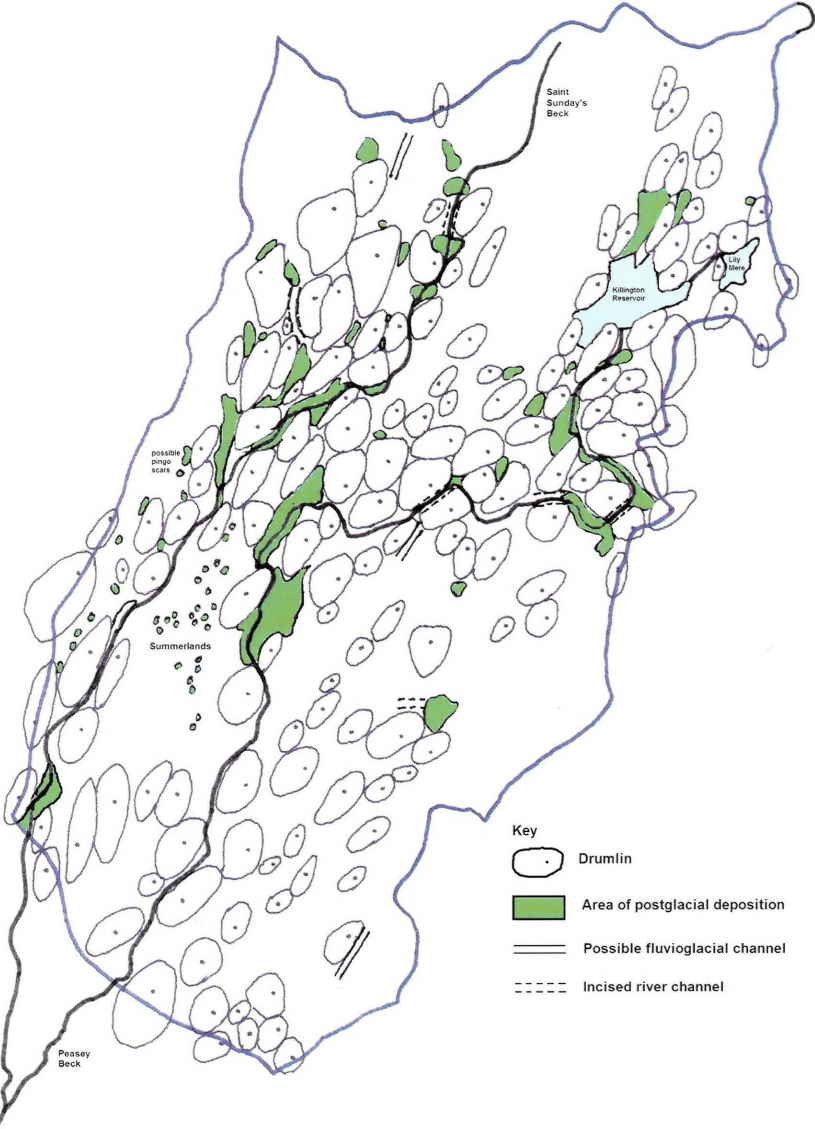 Saint
Sunday's
Beck
Lily
Mere
Killington
Reservoir
possible
pingo
scars
Summerlands
Key
Drumlin
Area of postglacial deposition
Possible fluvioglacial channel
Incised river channel
Peasey
Beck